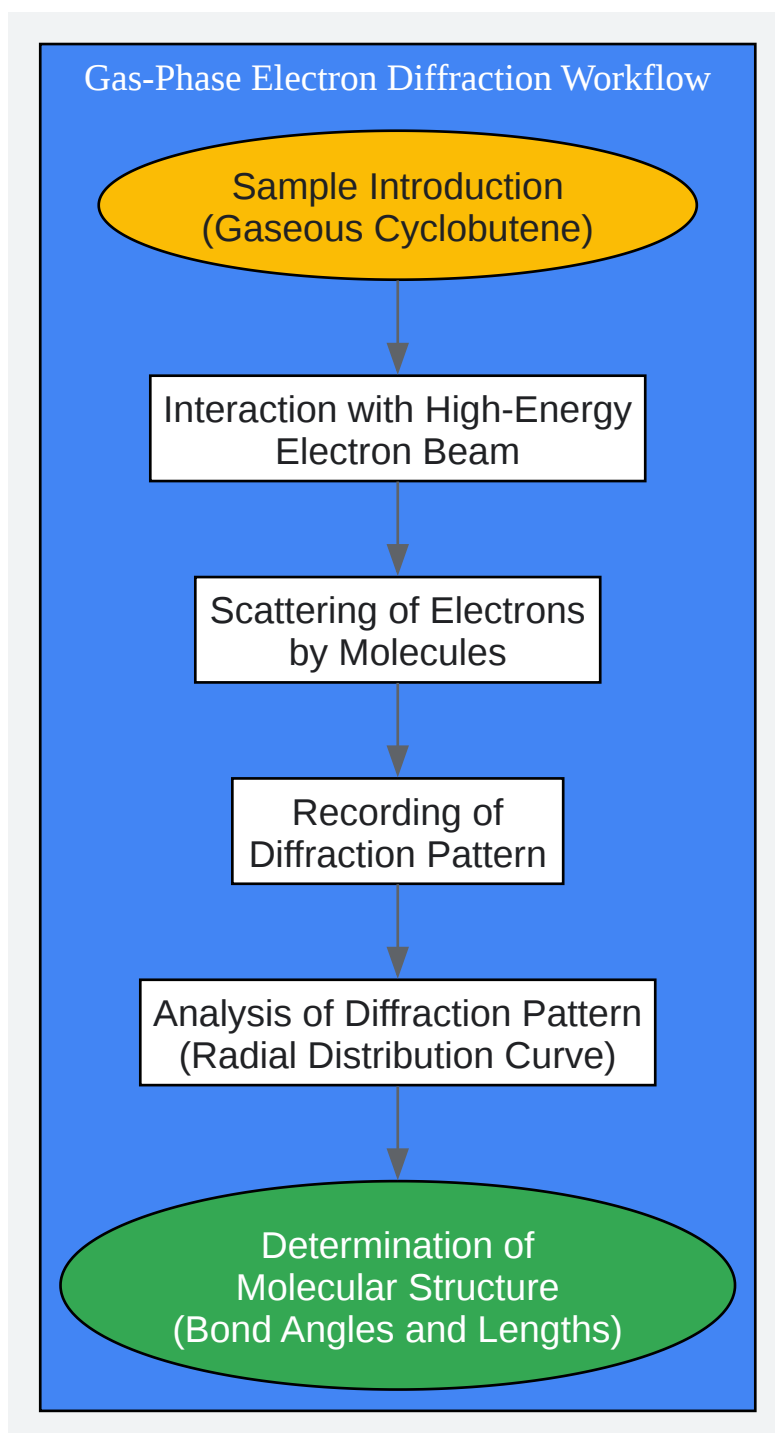 Gas-Phase Electron Diffraction Workflow
Sample Introduction
(Gaseous Cyclobutene)
Interaction with High-Energy
Electron Beam
Scattering of Electrons
by Molecules
Recording of
Diffraction Pattern
Analysis of Diffraction Pattern
(Radial Distribution Curve)
Determination of
Molecular Structure
(Bond Angles and Lengths)